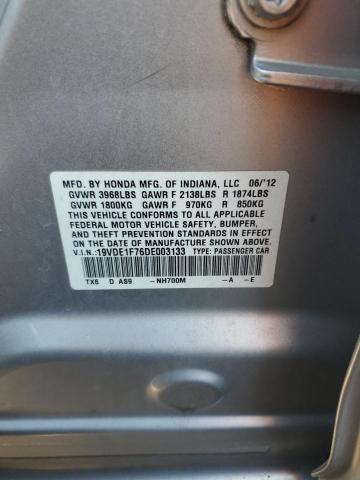 MFD. BY HONDA MFG. OF INDIANA, LLC 06/'12
GVWR 3968LBS GAWR F 2138LBS R 1874LBS
GVWR 1800KG GAWR F 970KG R 850KG
THIS VEHICLE CONFORMS TO ALL APPLICABLE
FEDERAL MOTOR VEHICLE SAFETY, BUMPER,
AND THEFT PREVENTION STANDARDS IN EFFECT
ON THE DATE OF MANUFACTURE SHOWN ABOVE.
V.I.N.:19VDE1F76DE003133 TYPE: PASSENGER CAR
TX6 D AS9 -NH700M -A -E